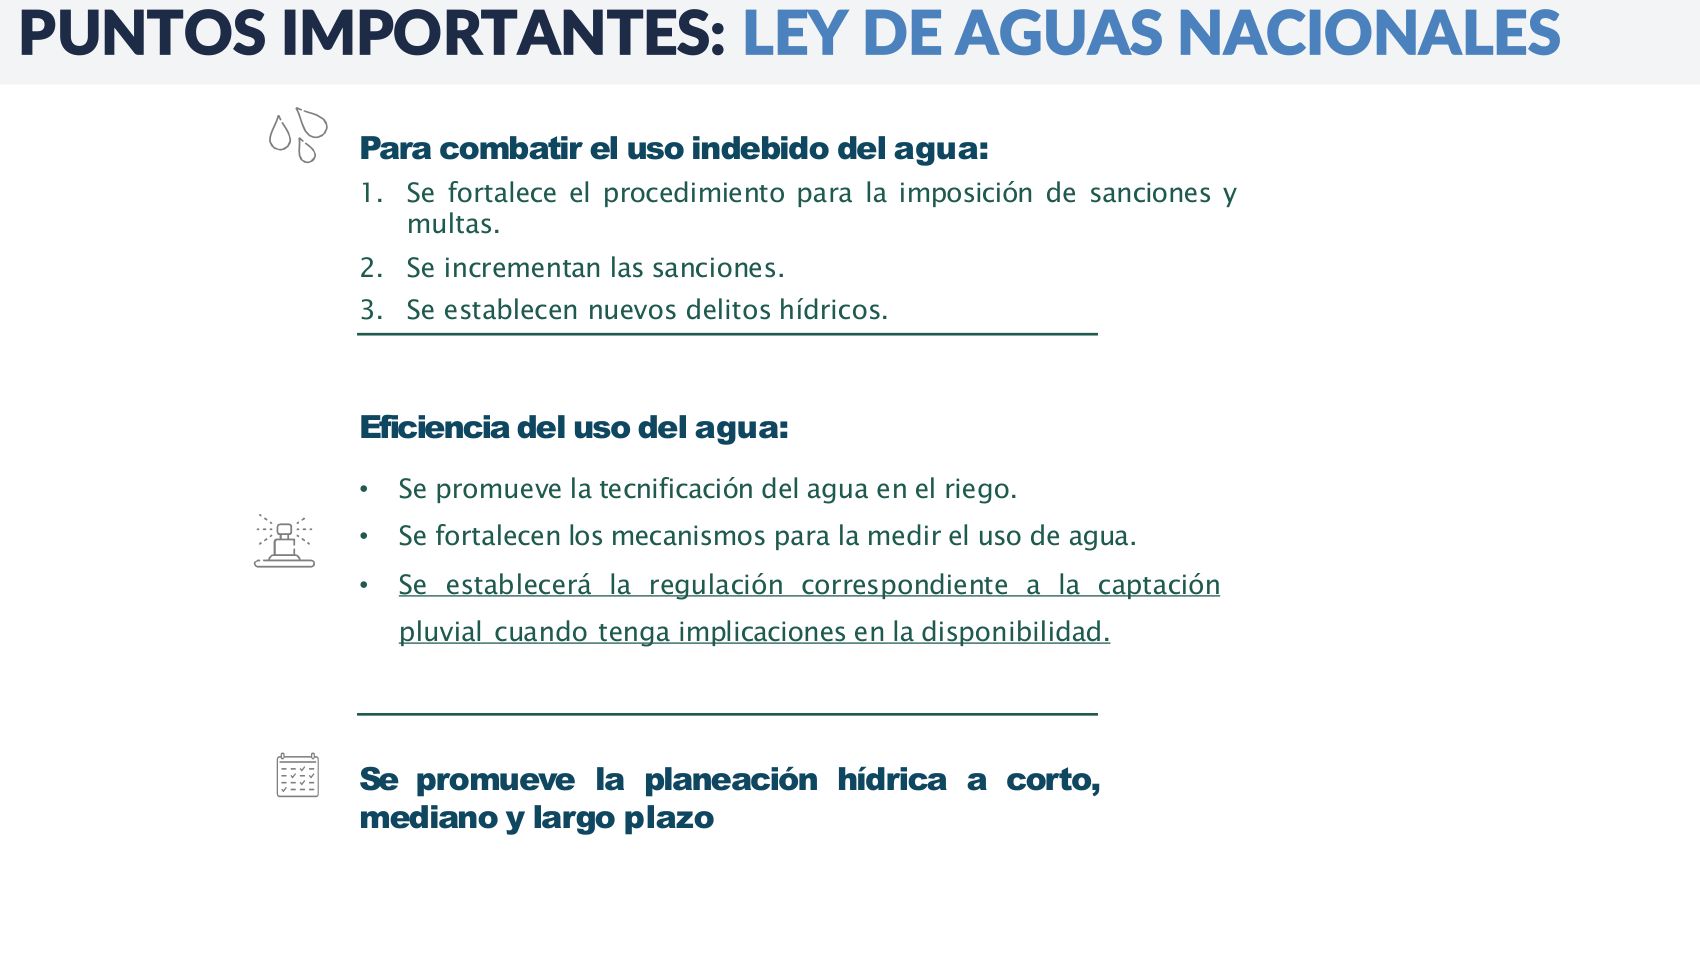 PUNTOS IMPORTANTES: LEY DE AGUAS NACIONALES
Para combatir el uso indebido del agua:
1. Se fortalece el procedimiento para la imposición de sanciones y
multas.
2. Se incrementan las sanciones.
3. Se establecen nuevos delitos hídricos.
Eficiencia del uso del agua:
• Se promueve la tecnificación del agua en el riego.
• Se fortalecen los mecanismos para la medir el uso de agua.
• Se establecerá la regulación correspondiente a la captación
pluvial cuando tenga implicaciones en la disponibilidad.
Se promueve la planeación hídrica a corto,
mediano y largo plazo